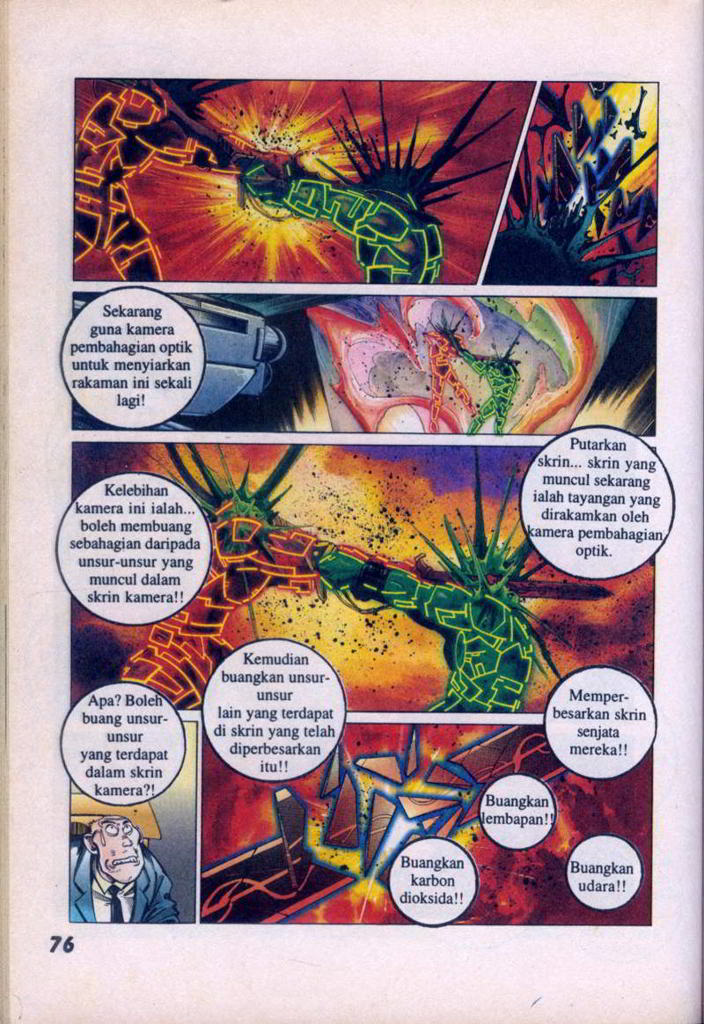 Sekarang
guna kamera
pembahagian optik
untuk menyiarkan
rakaman ini sekali
lagi!
Putarkan
skrin... skrin yang
muncul sekarang
ialah tayangan yang
dirakamkan oleh
kamera pembahagian
optik.
Kelebihan
kamera ini ialah...
boleh membuang
sebahagian daripada
unsur-unsur yang
muncul dalam
skrin kamera!!
Apa? Boleh
buang unsur-
unsur
yang terdapat
dalam skrin
kamera?!
Kemudian
buangkan unsur-
unsur
lain yang terdapat
di skrin yang telah
diperbesarkan
itu!!
Memper-
besarkan skrin
senjata
mereka!!
Buangkan
lembapan!!
Buangkan
karbon
dioksida!!
Buangkan
udara!!
76